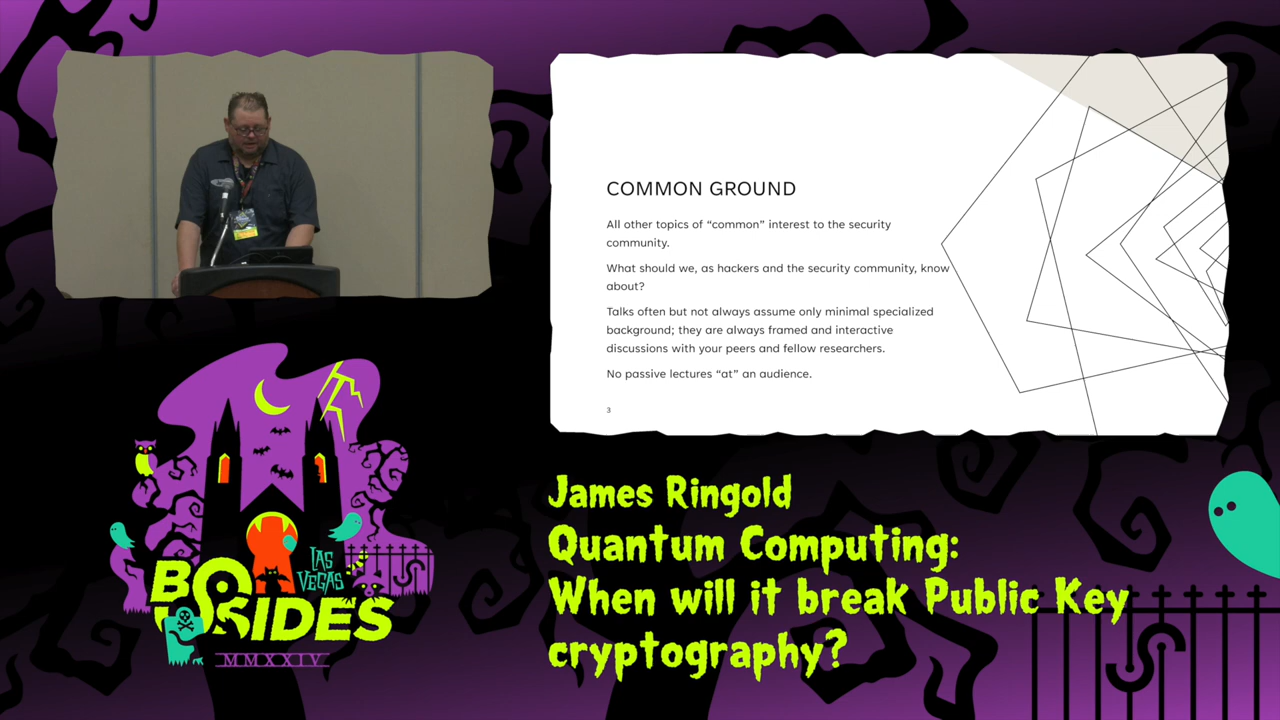 COMMON GROUND
All other topics of “common” interest to the security
community.
What should we, as hackers and the security community, know
about?
Talks often but not always assume only minimal specialized
background; they are always framed and interactive
discussions with your peers and fellow researchers.
No passive lectures “at” an audience.
3
LAS
VEGAS
BSIDES
MMXXIV
James Ringold
Quantum Computing:
When will it break Public Key
cryptography?